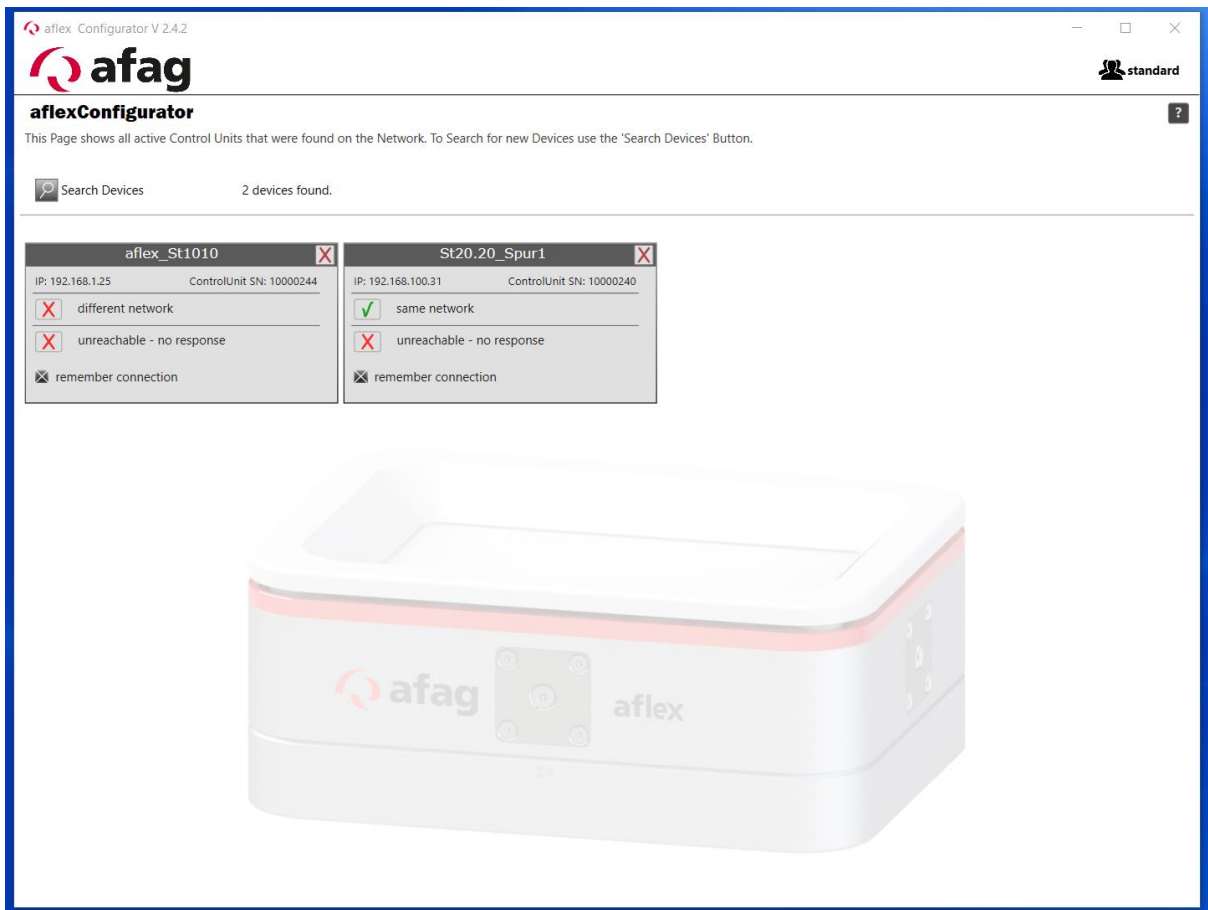 aflex Configurator V 2.4.2
afag
standard
aflexConfigurator
?
This Page shows all active Control Units that were found on the Network. To Search for new Devices use the 'Search Devices' Button.
Search Devices 2 devices found.
aflex_St1010 X
IP: 192.168.1.25 ControlUnit SN: 10000244
X different network
X unreachable - no response
remember connection
St20.20_Spur1 X
IP: 192.168.100.31 ControlUnit SN: 10000240
√ same network
X unreachable - no response
remember connection
afag aflex